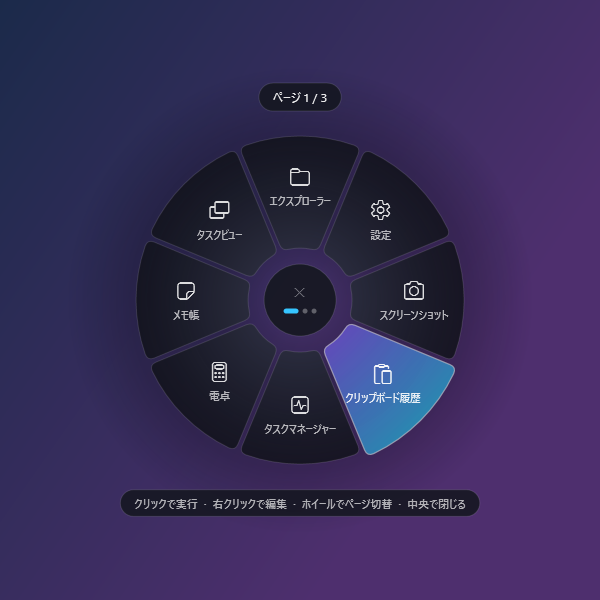 ページ 1 / 3
エクスプローラー
タスクビュー
設定
メモ帳
スクリーンショット
電卓
クリップボード履歴
タスクマネージャー
クリックで実行 · 右クリックで編集 · ホイールでページ切替 · 中央で閉じる